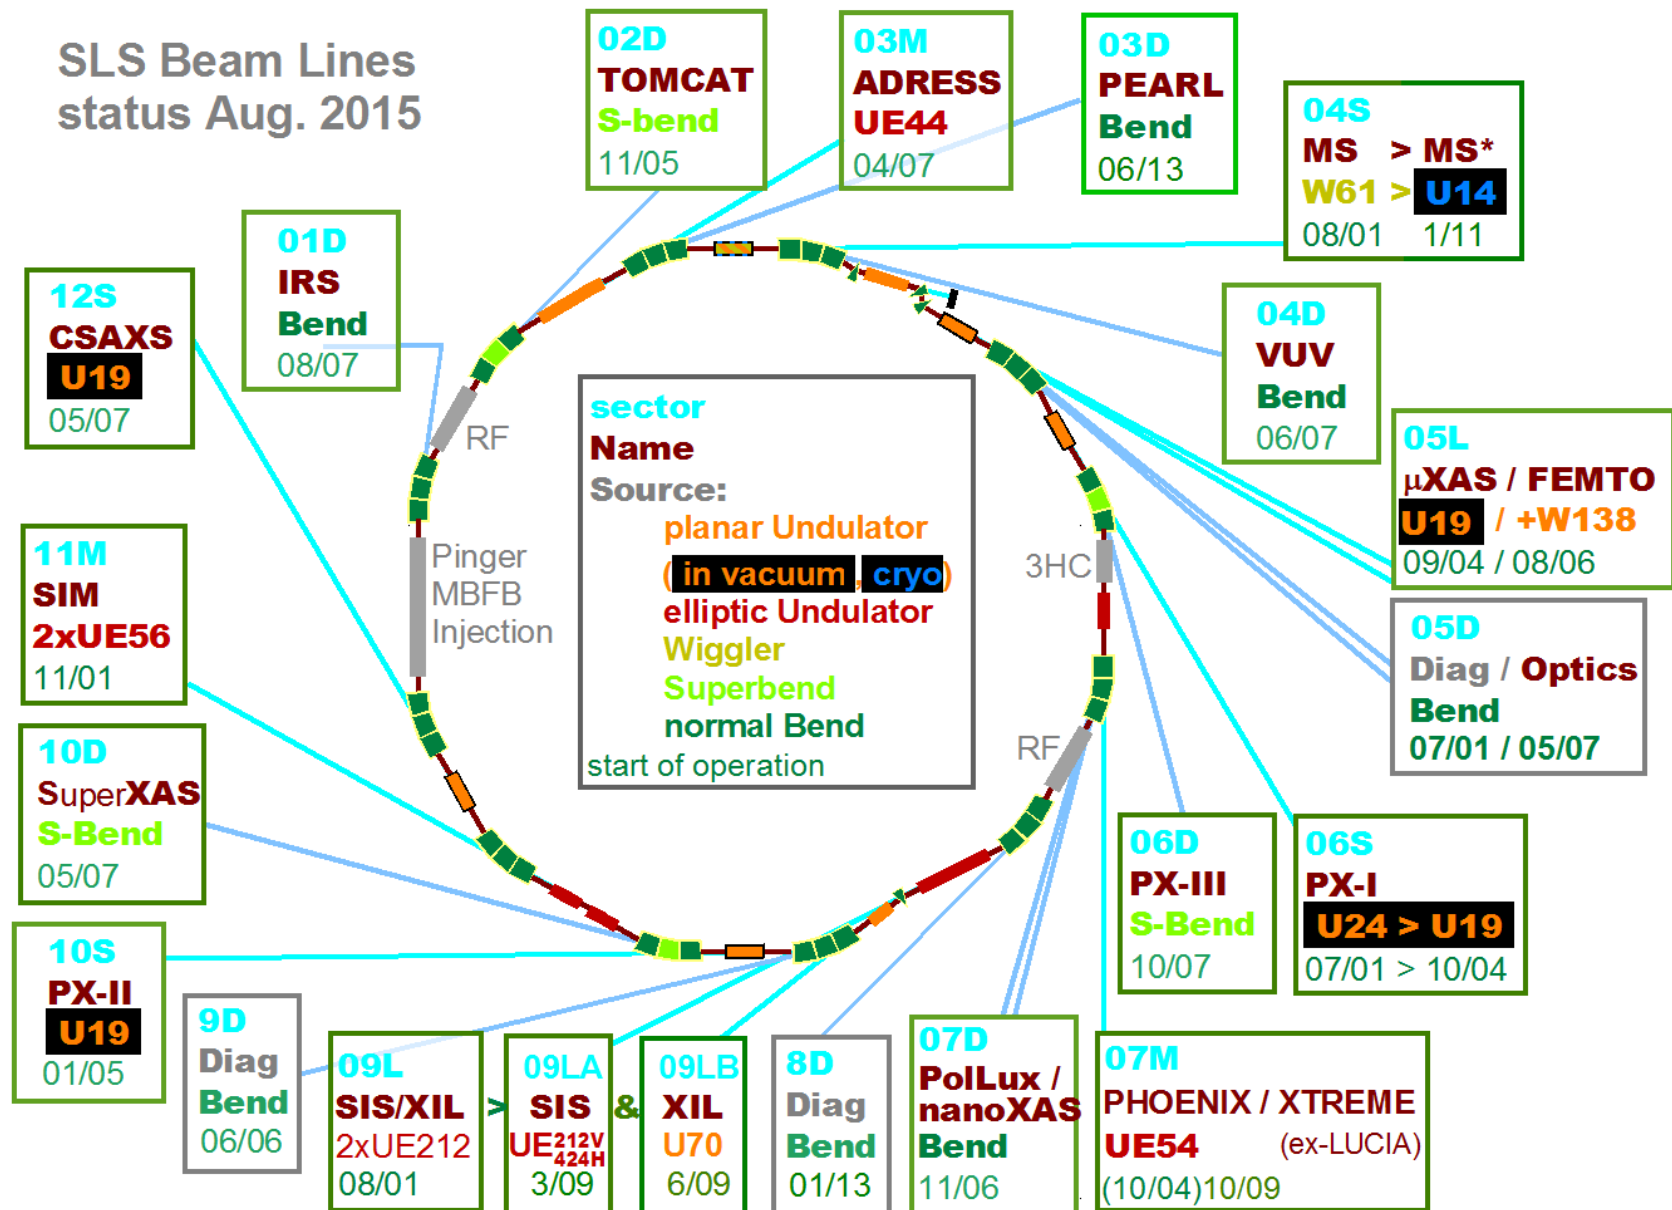 SLS Beam Lines
status Aug. 2015
02D
TOMCAT
S-bend
11/05
03M
ADRESS
UE44
04/07
03D
PEARL
Bend
06/13
04S
MS > MS*
W61 > U14
08/01 1/11
01D
IRS
Bend
08/07
12S
CSAXS
U19
05/07
04D
VUV
Bend
06/07
05L
μXAS / FEMTO
U19 / +W138
09/04 / 08/06
05D
Diag / Optics
Bend
07/01 / 05/07
RF
sector
Name
Source:
planar Undulator
( in vacuum , cryo)
elliptic Undulator
Wiggler
Superbend
normal Bend
start of operation
3HC
Pinger
MBFB
Injection
RF
11M
SIM
2xUE56
11/01
10D
SuperXAS
S-Bend
05/07
10S
PX-II
U19
01/05
06D
PX-III
S-Bend
10/07
06S
PX-I
U24 > U19
07/01 > 10/04
9D
Diag
Bend
06/06
09L
SIS/XIL
2xUE212
08/01
>
09LA
SIS
UE212V
424H
3/09
&
09LB
XIL
U70
6/09
8D
Diag
Bend
01/13
07D
PolLux /
nanoXAS
Bend
11/06
07M
PHOENIX / XTREME
UE54 (ex-LUCIA)
(10/04)10/09